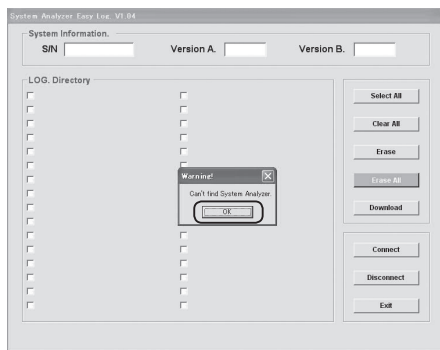 System Analyzer Easy Log V1.04
System Information.
S/N Version A. Version B.
LOG. Directory
Select All
Clear All
Erase
Erase All
Download
Connect
Disconnect
Exit
Warning!
Can't find System Analyzer.
OK